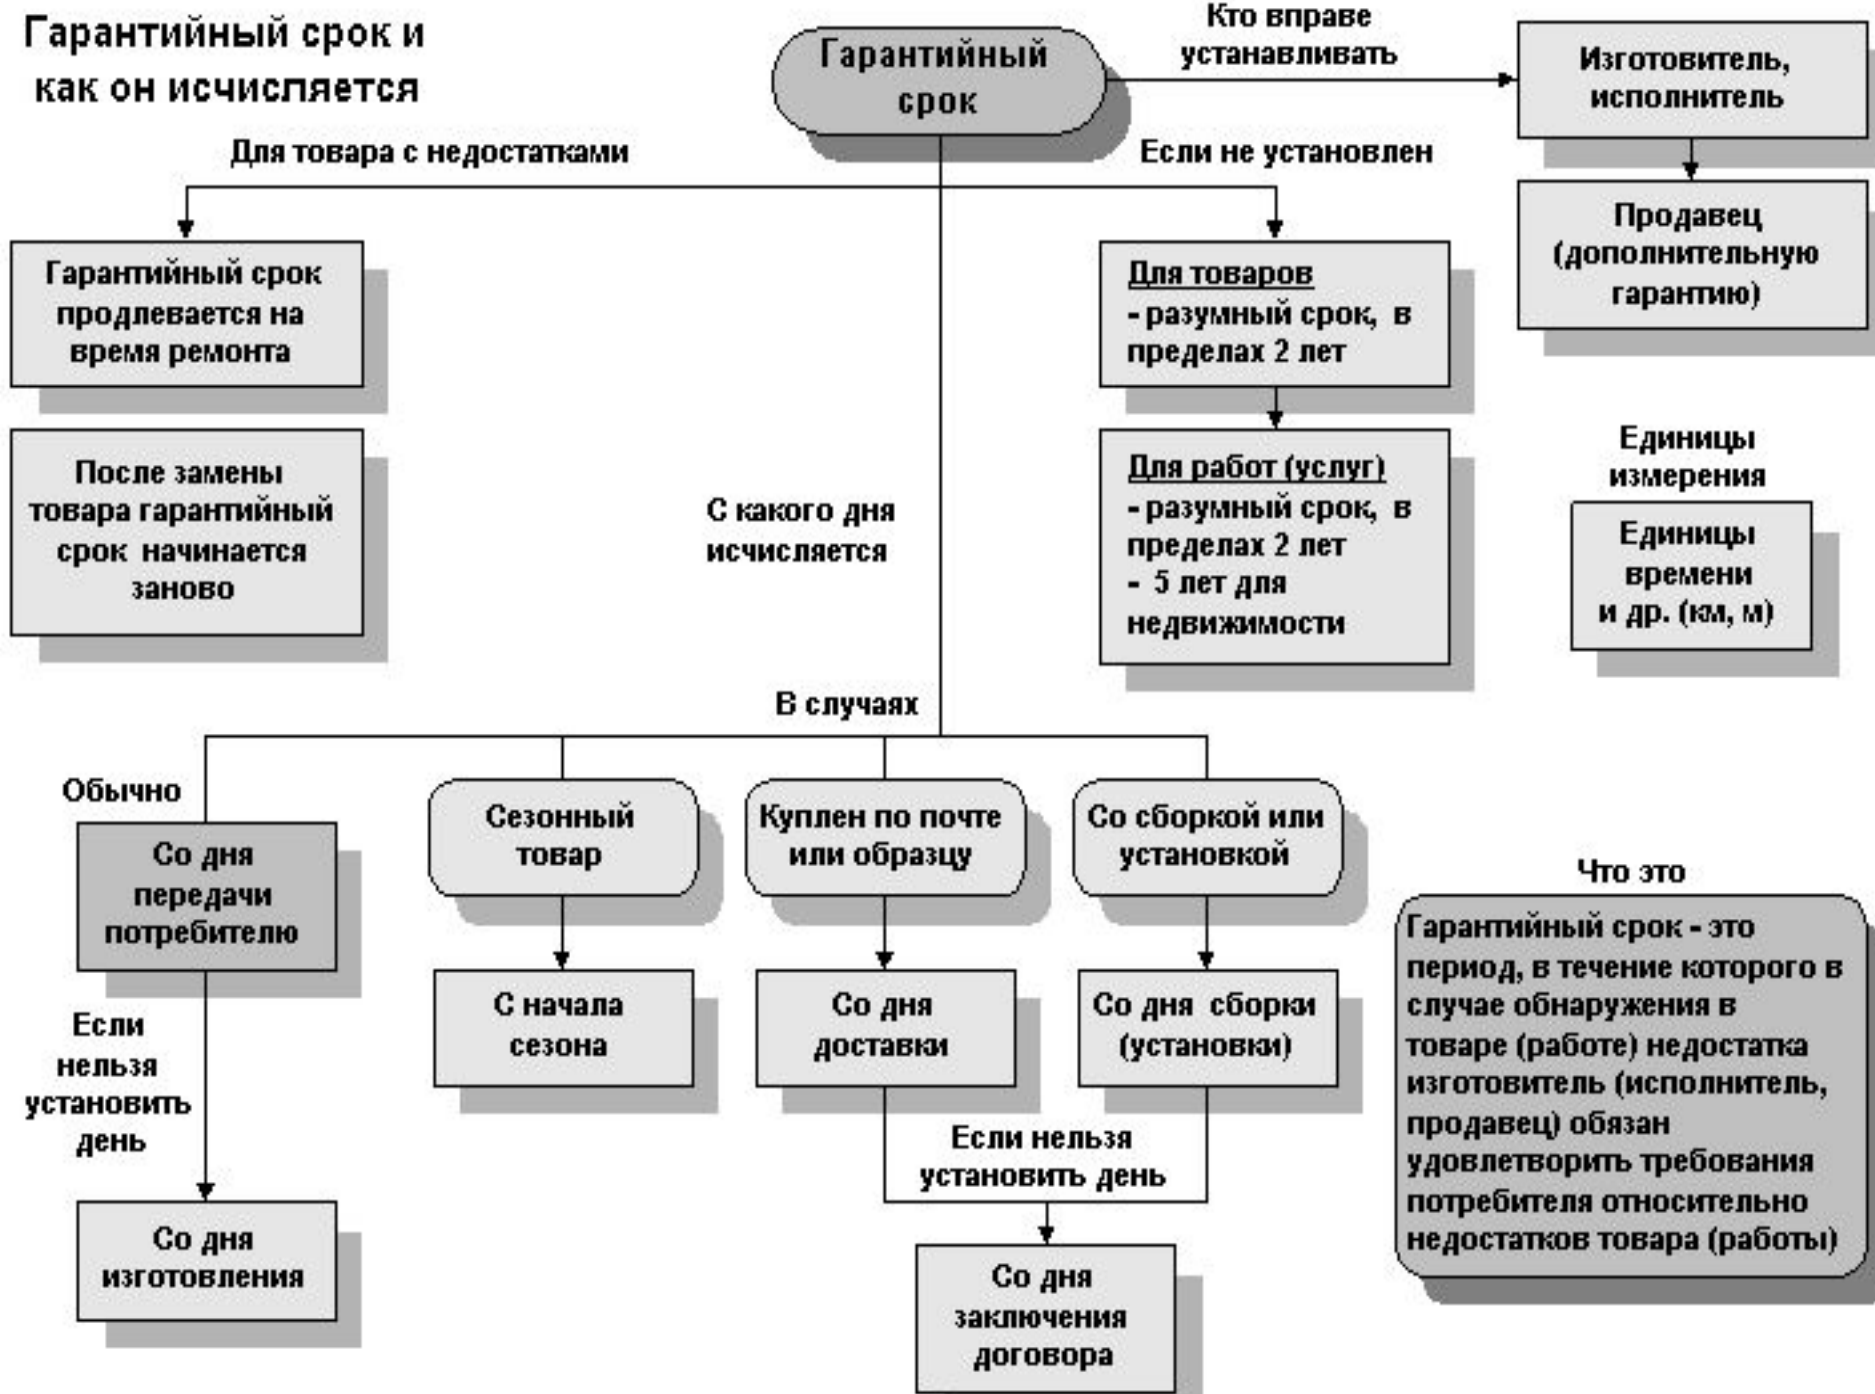 Гарантийный срок и
как он исчисляется
Гарантийный
срок
Кто вправе
устанавливать
Изготовитель,
исполнитель
Продавец
(дополнительную
гарантию)
Для товара с недостатками
Если не установлен
Гарантийный срок
продлевается на
время ремонта
После замены
товара гарантийный
срок начинается
заново
Для товаров
- разумный срок, в
пределах 2 лет
Для работ (услуг)
- разумный срок, в
пределах 2 лет
- 5 лет для
недвижимости
Единицы
измерения
Единицы
времени
и др. (км, м)
С какого дня
исчисляется
В случаях
Обычно
Со дня
передачи
потребителю
Если
нельзя
установить
день
Со дня
изготовления
Сезонный
товар
С начала
сезона
Куплен по почте
или образцу
Со дня
доставки
Со сборкой или
установкой
Со дня сборки
(установки)
Если нельзя
установить день
Со дня
заключения
договора
Что это
Гарантийный срок - это
период, в течение которого в
случае обнаружения в
товаре (работе) недостатка
изготовитель (исполнитель,
продавец) обязан
удовлетворить требования
потребителя относительно
недостатков товара (работы)